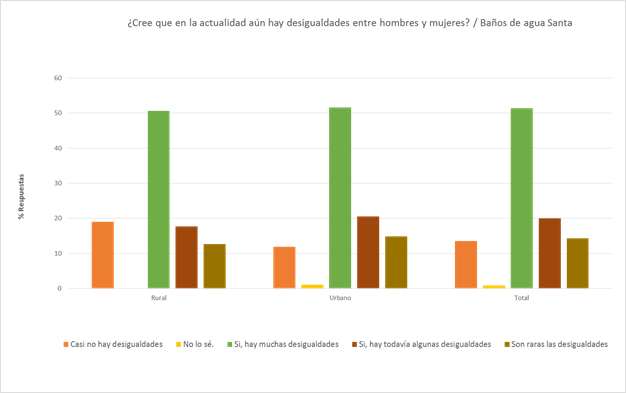 ¿Cree que en la actualidad aún hay desigualdades entre hombres y mujeres? / Baños de agua Santa
60
50
40
30
20
10
0
% Respuestas
Rural Urbano Total
Casi no hay desigualdades No lo sé. Si, hay muchas desigualdades Si, hay todavía algunas desigualdades Son raras las desigualdades